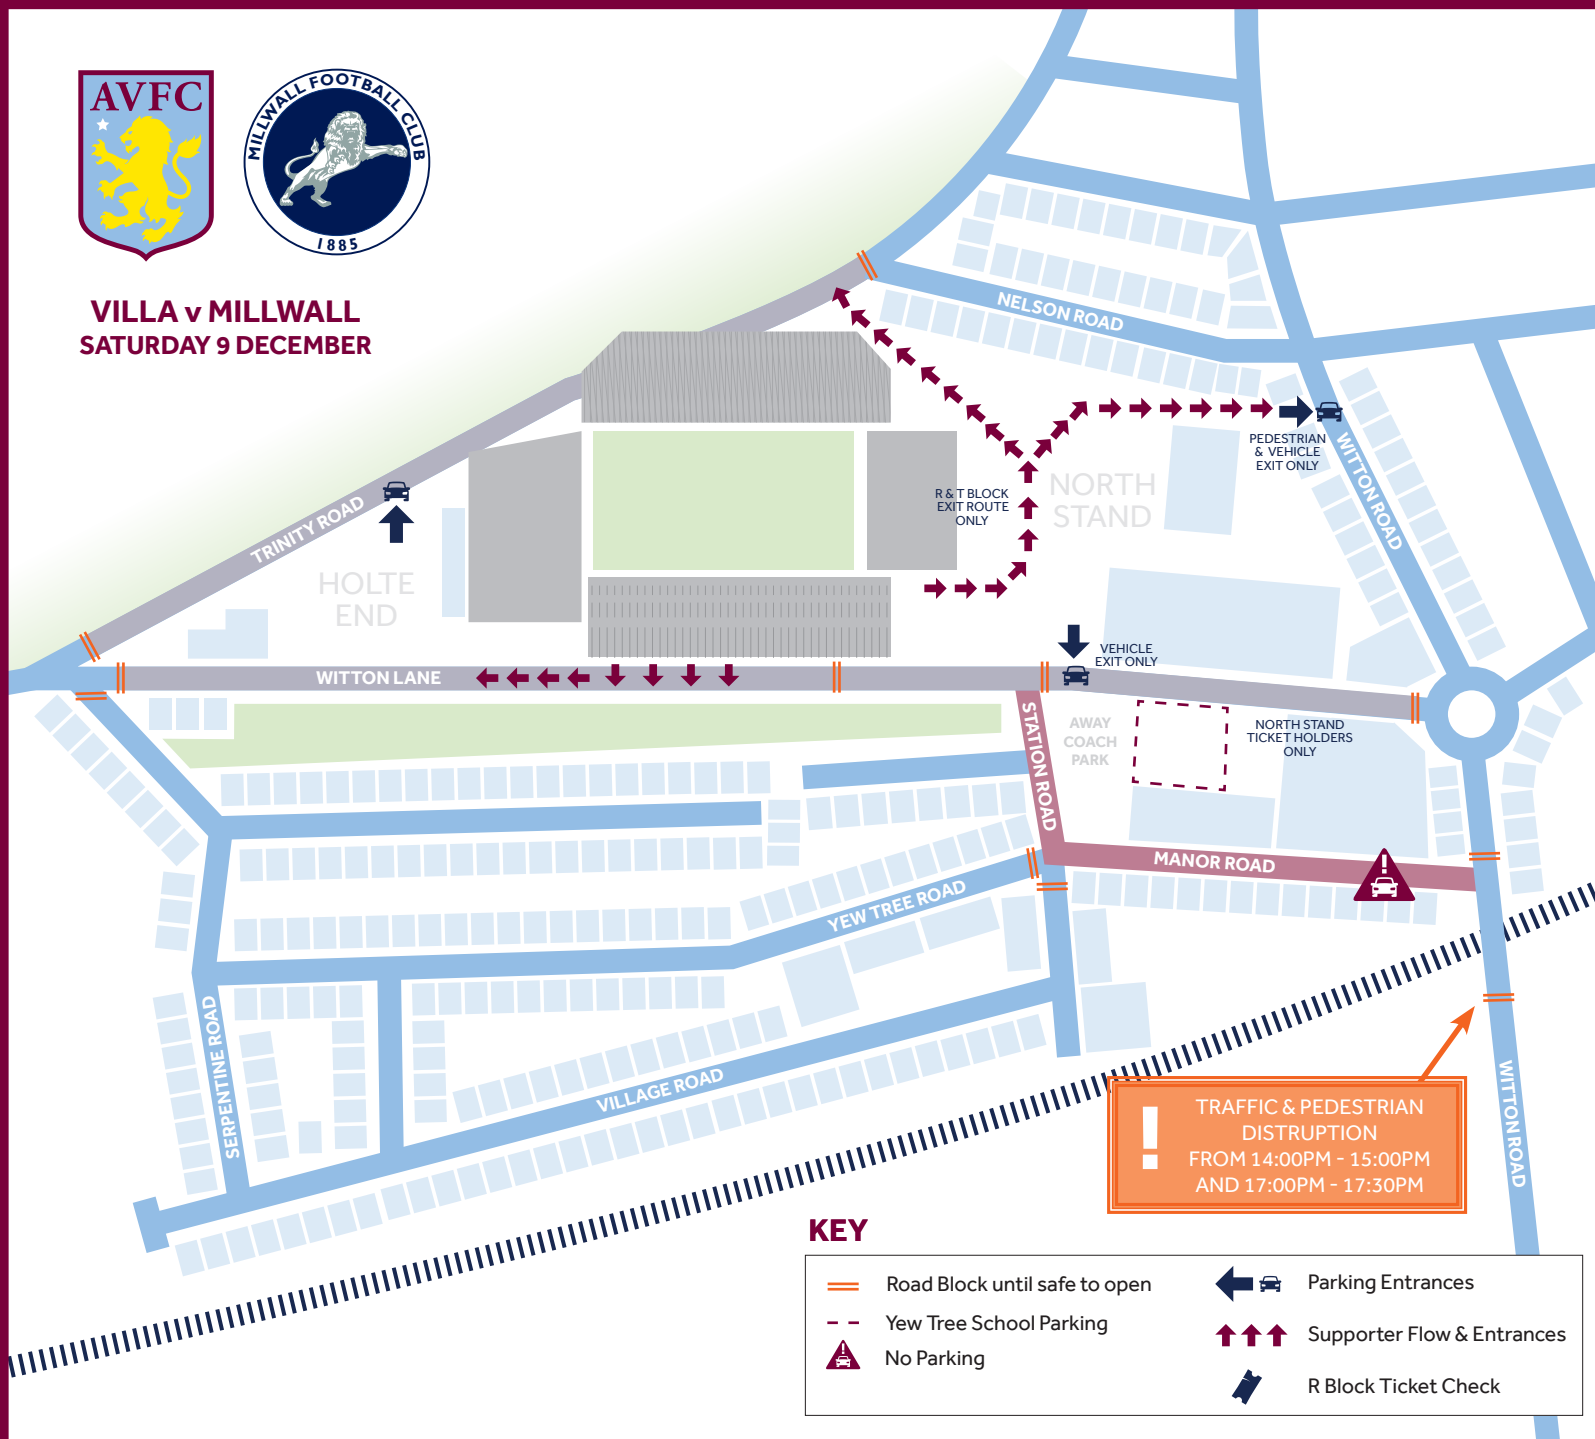 AVFC
MILLWALL FOOTBALL CLUB
1885
VILLA v MILLWALL
SATURDAY 9 DECEMBER
NELSON ROAD
PEDESTRIAN
& VEHICLE
EXIT ONLY
WITTON ROAD
R & T BLOCK
EXIT ROUTE
ONLY
NORTH
STAND
TRINITY ROAD
HOLTE
END
VEHICLE
EXIT ONLY
WITTON LANE
STATION ROAD
AWAY
COACH
PARK
NORTH STAND
TICKET HOLDERS
ONLY
MANOR ROAD
YEW TREE ROAD
SERPENTINE ROAD
VILLAGE ROAD
WITTON ROAD
!
TRAFFIC & PEDESTRIAN
DISTRUPTION
FROM 14:00PM - 15:00PM
AND 17:00PM - 17:30PM
KEY
Road Block until safe to open
Yew Tree School Parking
No Parking
Parking Entrances
Supporter Flow & Entrances
R Block Ticket Check